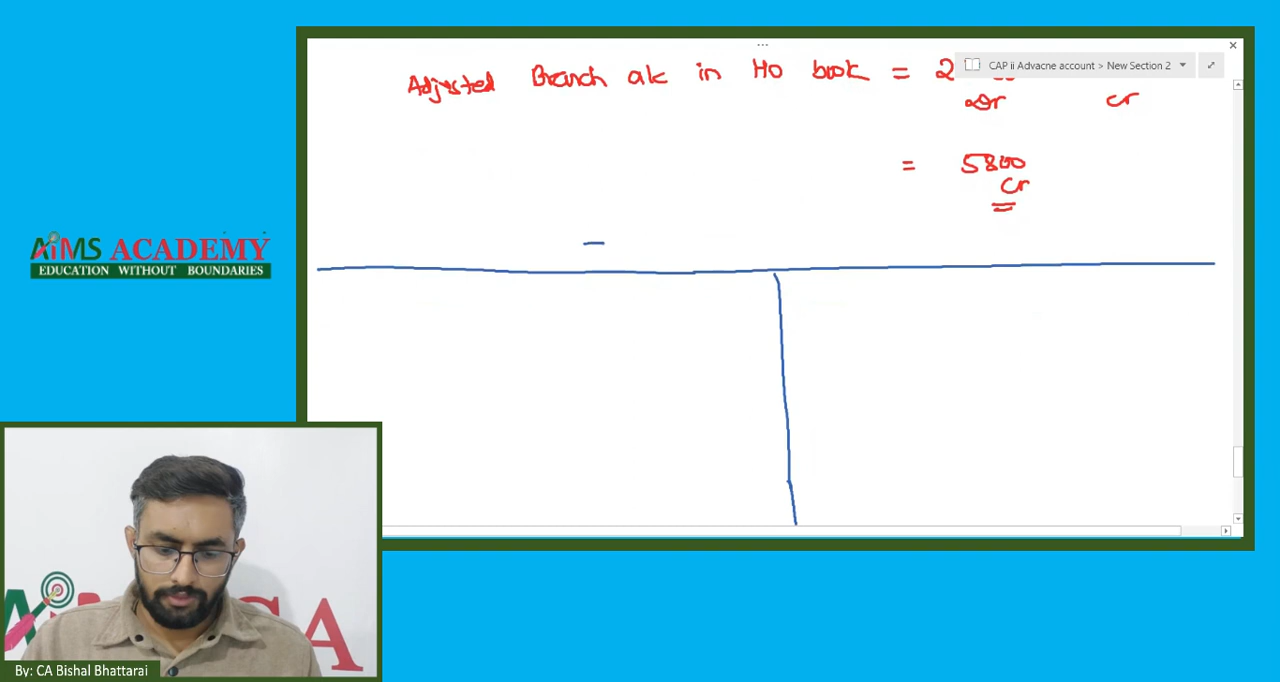 Adjusted Branch a/c in HO book = 2
CAP ii Advacne account > New Section 2
Dr Cr
= 5800
Cr
AIMS ACADEMY
EDUCATION WITHOUT BOUNDARIES
CA
By: CA Bishal Bhattarai